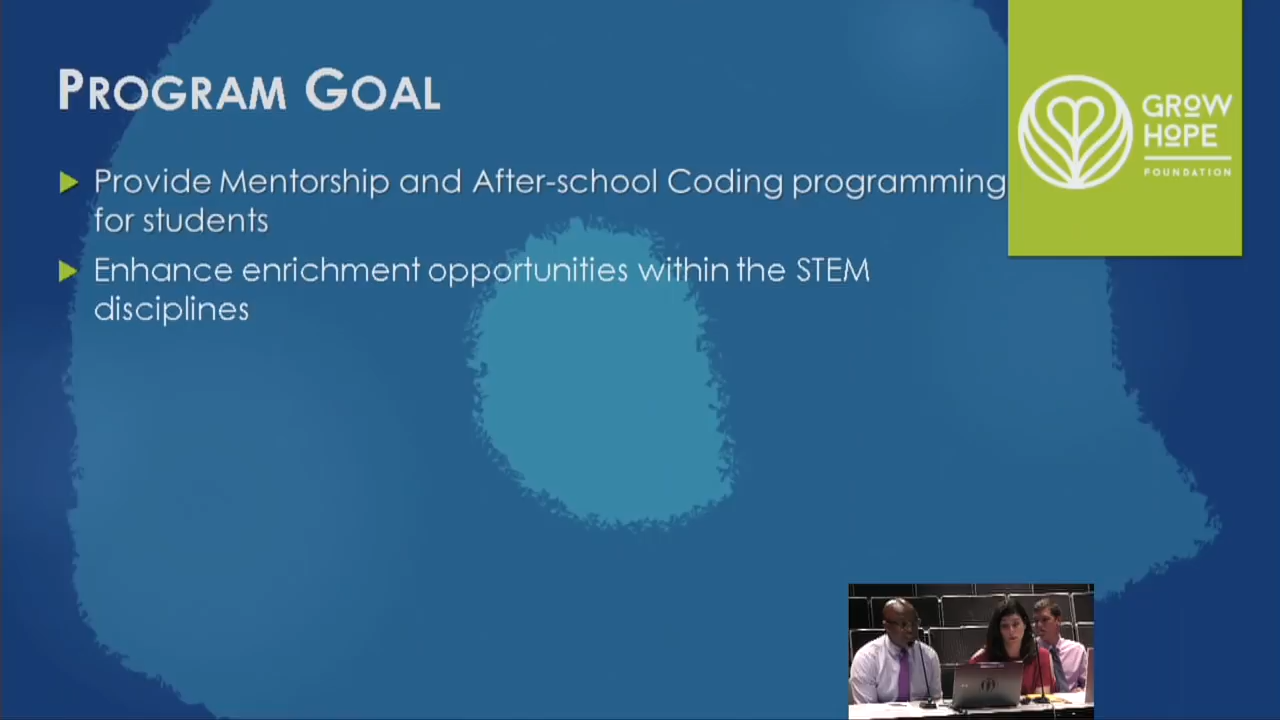 PROGRAM GOAL
Provide Mentorship and After-school Coding programming
for students
Enhance enrichment opportunities within the STEM
disciplines
GROW
HOPE
FOUNDATION